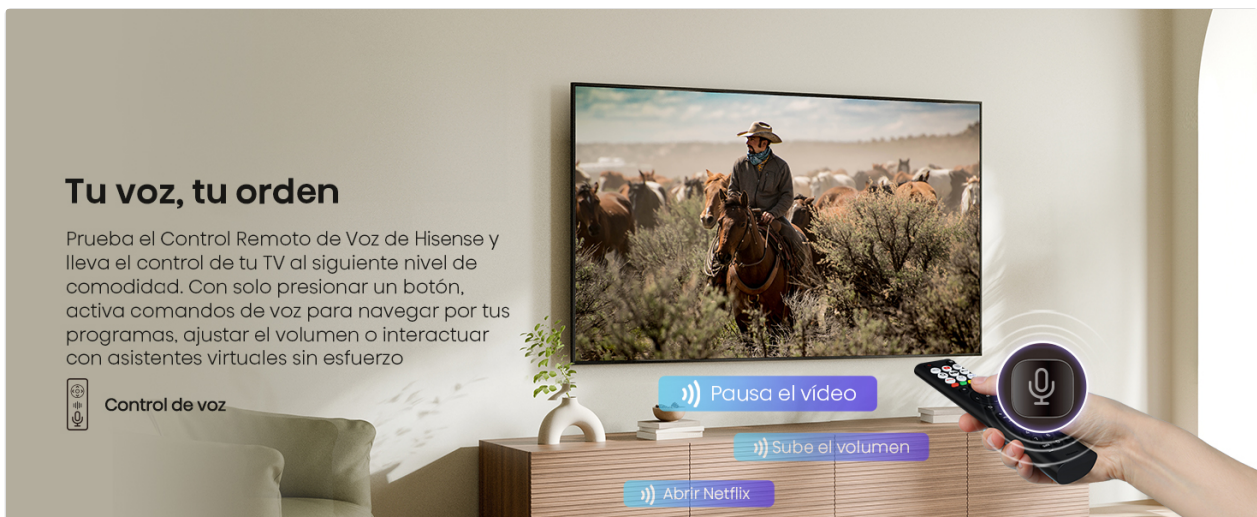 Tu voz, tu orden
Prueba el Control Remoto de Voz de Hisense y
lleva el control de tu TV al siguiente nivel de
comodidad. Con solo presionar un botón,
activa comandos de voz para navegar por tus
programas, ajustar el volumen o interactuar
con asistentes virtuales sin esfuerzo
Control de voz
Pausa el vídeo
Sube el volumen
Abrir Netflix